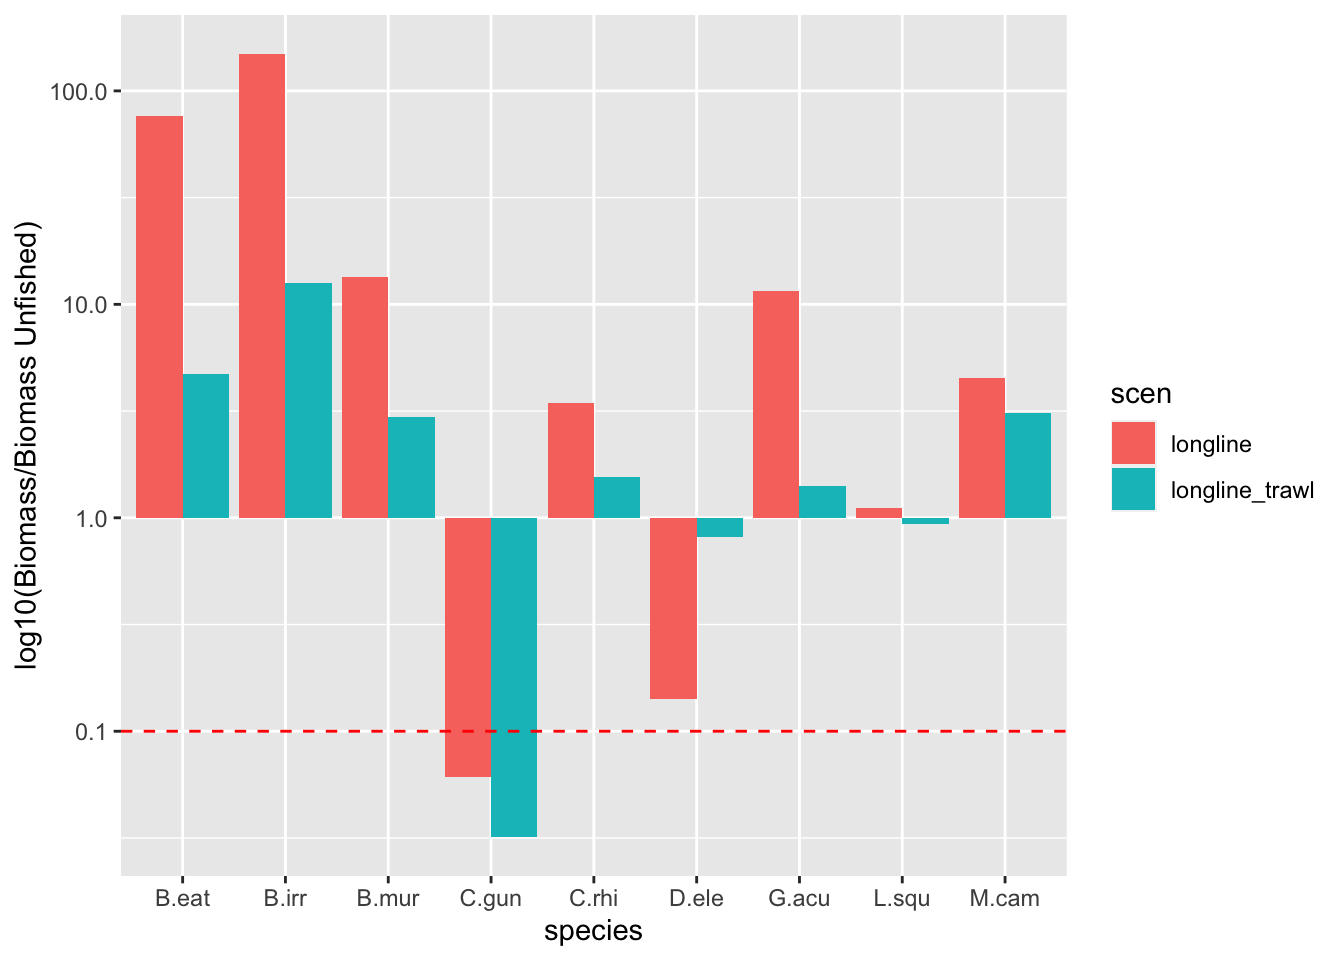 log10(Biomass/Biomass Unfished)
100.0
10.0
1.0
0.1
B.eat B.irr B.mur C.gun C.rhi D.ele G.acu L.squ M.cam
species
scen
longline
longline_trawl